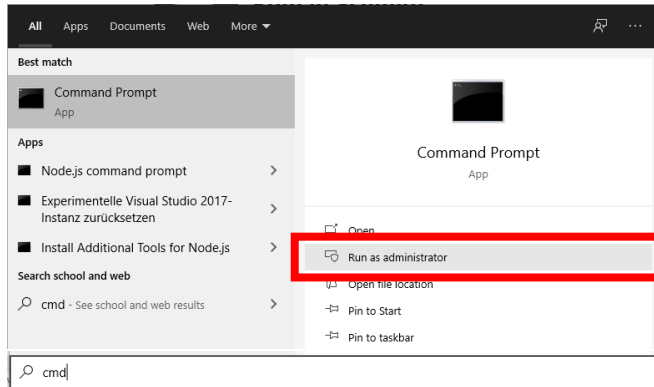 All Apps Documents Web More
Best match
Command Prompt
App
Apps
Node.js command prompt
Experimentelle Visual Studio 2017-
Instanz zurücksetzen
Install Additional Tools for Node.js
Search school and web
cmd - See school and web results
Command Prompt
App
Open
Run as administrator
Open file location
Pin to Start
Pin to taskbar
cmd